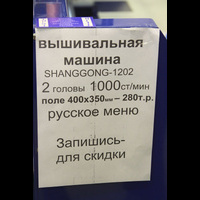 вышивальная
машина
SHANGGONG-1202
2 головы 1000ст/мин
поле 400х350мм – 280т.р.
русское меню
Запишись-
для скидки